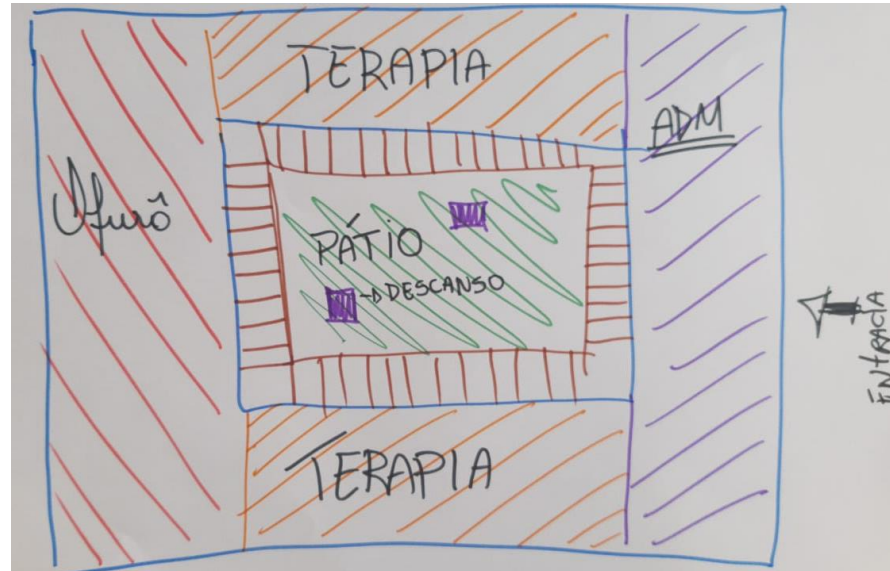 TERAPIA
ADM
Ofurô
PÁTIO
DESCANSO
ENTRADA
TERAPIA